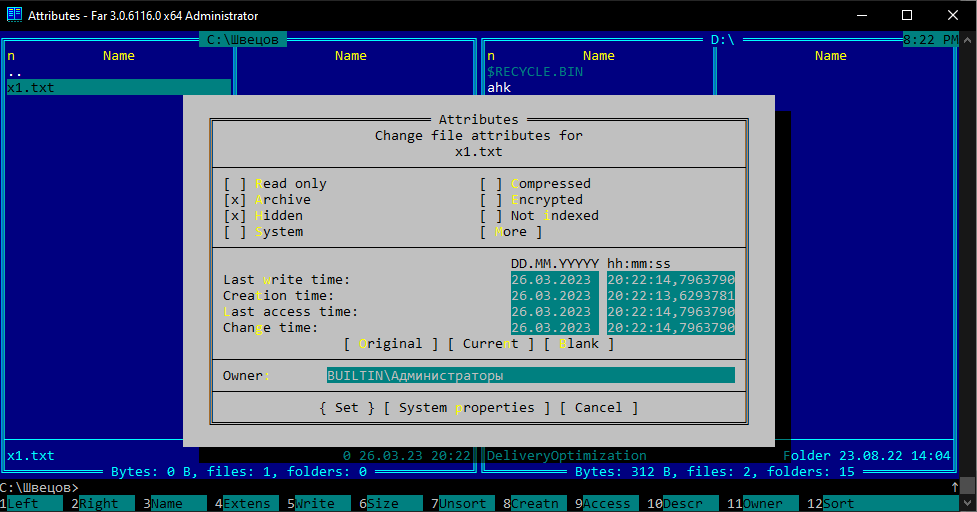 Attributes - Far 3.0.6116.0 x64 Administrator
C:\Швецов D:\ 8:22 PM
n Name Name n Name Name
.. $RECYCLE.BIN
x1.txt ahk
Attributes
Change file attributes for
x1.txt
[ ] Read only [ ] Compressed
[x] Archive [ ] Encrypted
[x] Hidden [ ] Not indexed
[ ] System [ More ]
DD.MM.YYYYY hh:mm:ss
Last write time: 26.03.2023 20:22:14,7963790
Creation time: 26.03.2023 20:22:13,6293781
Last access time: 26.03.2023 20:22:14,7963790
Change time: 26.03.2023 20:22:14,7963790
[ Original ] [ Current ] [ Blank ]
Owner: BUILTIN\Администраторы
{ Set } [ System properties ] [ Cancel ]
x1.txt 0 26.03.23 20:22 DeliveryOptimization Folder 23.08.22 14:04
Bytes: 0 B, files: 1, folders: 0 Bytes: 312 B, files: 2, folders: 15
C:\Швецов>
1Left 2Right 3Name 4Extens 5Write 6Size 7Unsort 8Creatn 9Access 10Descr 11Owner 12Sort